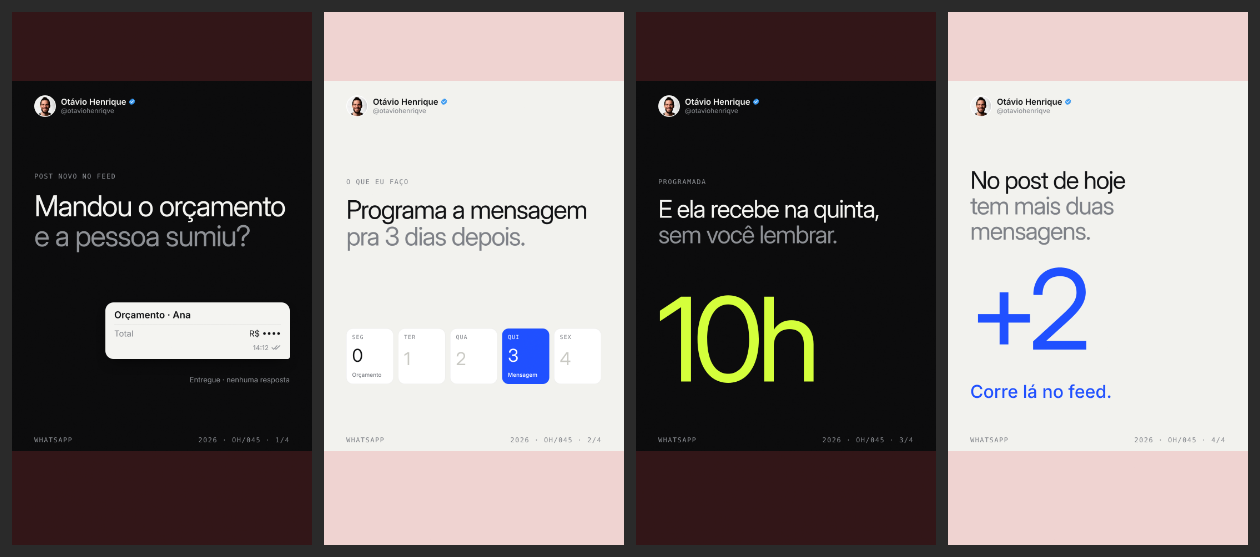 Otávio Henrique
@otaviohenriqve
POST NOVO NO FEED
Mandou o orçamento
e a pessoa sumiu?
Orçamento · Ana
Total R$ ••••
14:12
Entregue · nenhuma resposta
WHATSAPP 2026 · OH/045 · 1/4
Otávio Henrique
@otaviohenriqve
O QUE EU FAÇO
Programa a mensagem
pra 3 dias depois.
SEG TER QUA QUI SEX
0 1 2 3 4
Orçamento Mensagem
WHATSAPP 2026 · OH/045 · 2/4
Otávio Henrique
@otaviohenriqve
PROGRAMADA
E ela recebe na quinta,
sem você lembrar.
10h
WHATSAPP 2026 · OH/045 · 3/4
Otávio Henrique
@otaviohenriqve
No post de hoje
tem mais duas
mensagens.
+2
Corre lá no feed.
WHATSAPP 2026 · OH/045 · 4/4